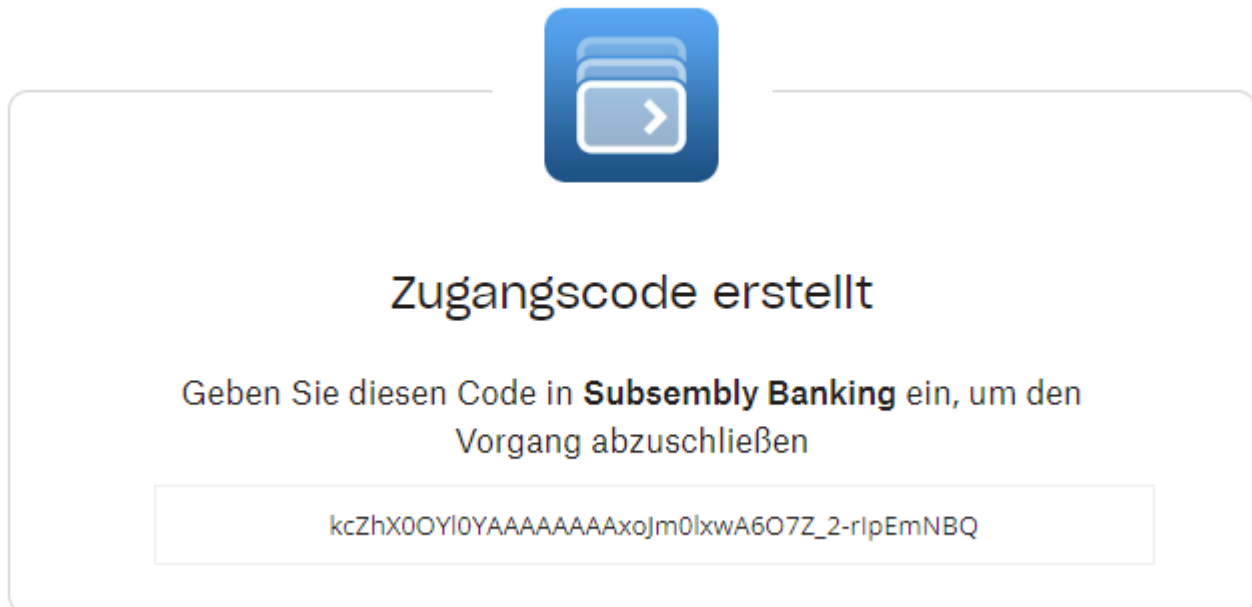 Zugangscode erstellt
Geben Sie diesen Code in Subsembly Banking ein, um den
Vorgang abzuschließen
kcZhX0OYl0YAAAAAAAAxoJm0lxwA6O7Z_2-rIpEmNBQ